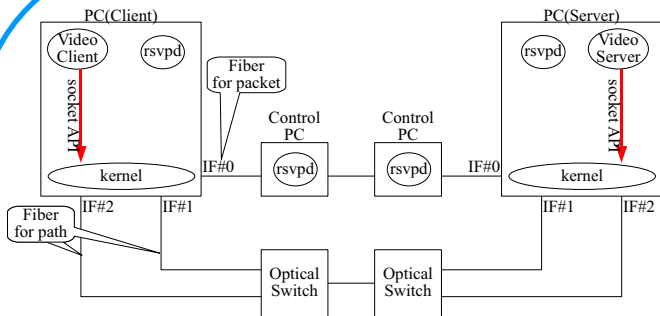 PC(Client)
PC(Server)
Video
Client
rsvpd
socket API
kernel
Fiber
for packet
IF#0
Control
PC
rsvpd
Control
PC
rsvpd
IF#0
rsvpd
Video
Server
socket API
kernel
IF#2
IF#1
IF#1
IF#2
Fiber
for path
Optical
Switch
Optical
Switch